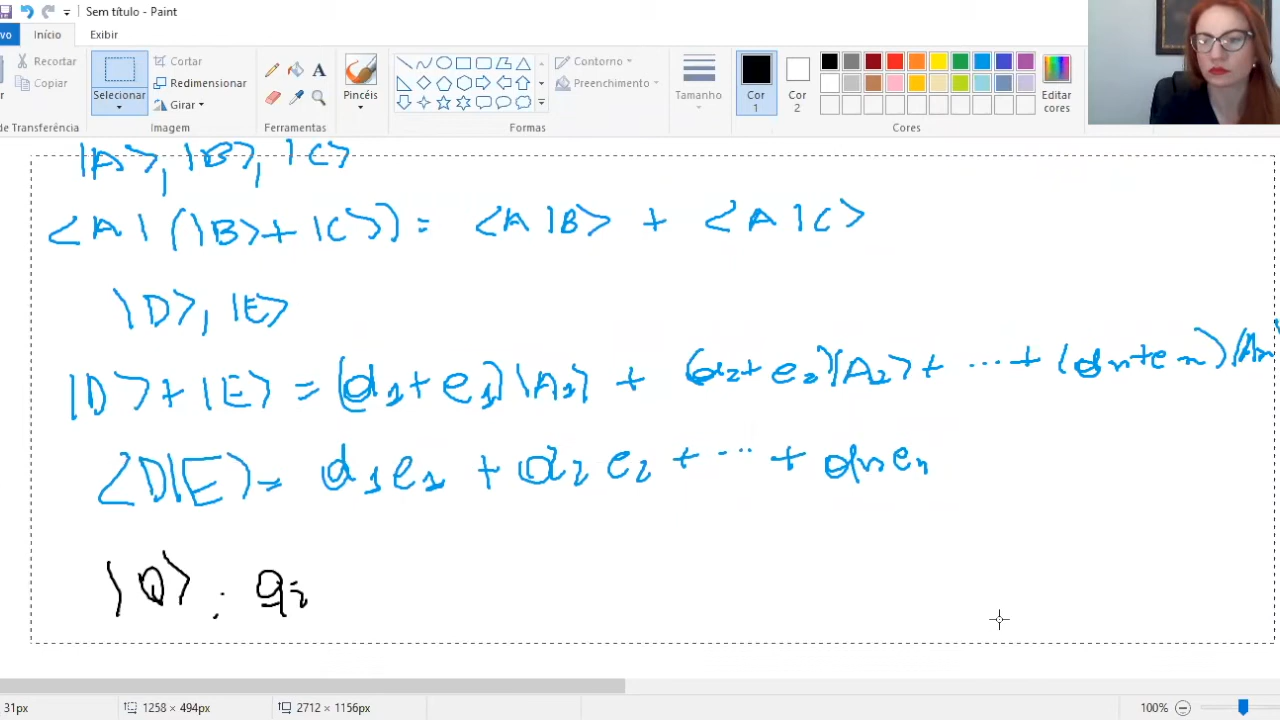 Sem título - Paint
Início
Exibir
Recortar
Copiar
Selecionar
Cortar
Redimensionar
Girar
Pincéis
Contorno
Preenchimento
Tamanho
Cor 1
Cor 2
Editar cores
de Transferência
Imagem
Ferramentas
Formas
Cores
|A>, |B>, |C>
<A|(|B>+|C>) = <A|B> + <A|C>
|D>, |E>
|D>+|E> = (d1+e1)|A1> + (d2+e2)|A2>+ ...+ (dn+en)|An
<D|E>= d1e1 + d2e2 + ... + dnen
|Q> : qi
31px
1258 × 494px
2712 × 1156px
100%